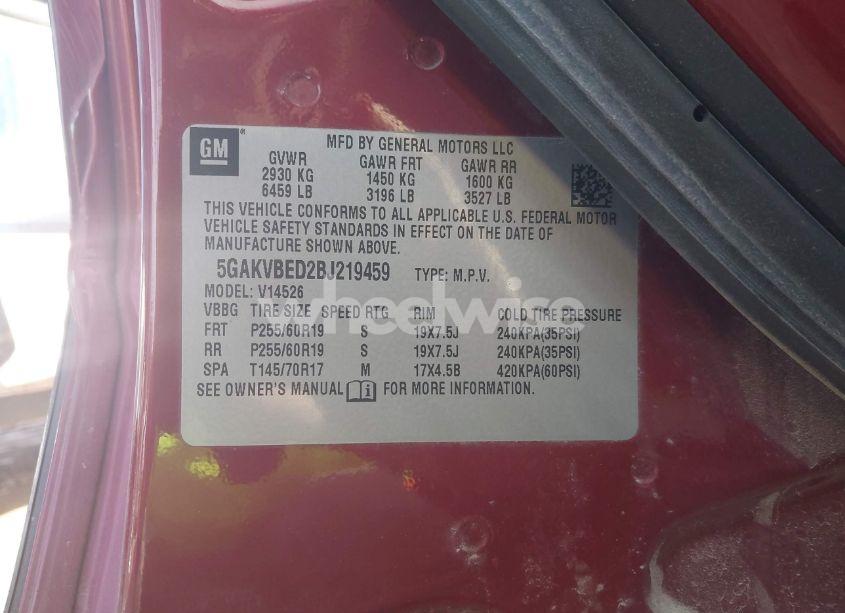 GM
MFD BY GENERAL MOTORS LLC
GVWR GAWR FRT GAWR RR
2930 KG 1450 KG 1600 KG
6459 LB 3196 LB 3527 LB
THIS VEHICLE CONFORMS TO ALL APPLICABLE U.S. FEDERAL MOTOR
VEHICLE SAFETY STANDARDS IN EFFECT ON THE DATE OF
MANUFACTURE SHOWN ABOVE.
5GAKVBED2BJ219459 TYPE: M.P.V.
MODEL: V14526
wheelwise
VBBG TIRE SIZE SPEED RTG RIM COLD TIRE PRESSURE
FRT P255/60R19 S 19X7.5J 240KPA(35PSI)
RR P255/60R19 S 19X7.5J 240KPA(35PSI)
SPA T145/70R17 M 17X4.5B 420KPA(60PSI)
SEE OWNER'S MANUAL i FOR MORE INFORMATION.